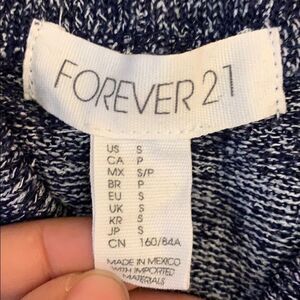 FOREVER 21
US S
CA P
MX S/P
BR P
EU S
UK S
KR S
JP S
CN 160/84A
MADE IN MEXICO
WITH IMPORTED
MATERIALS